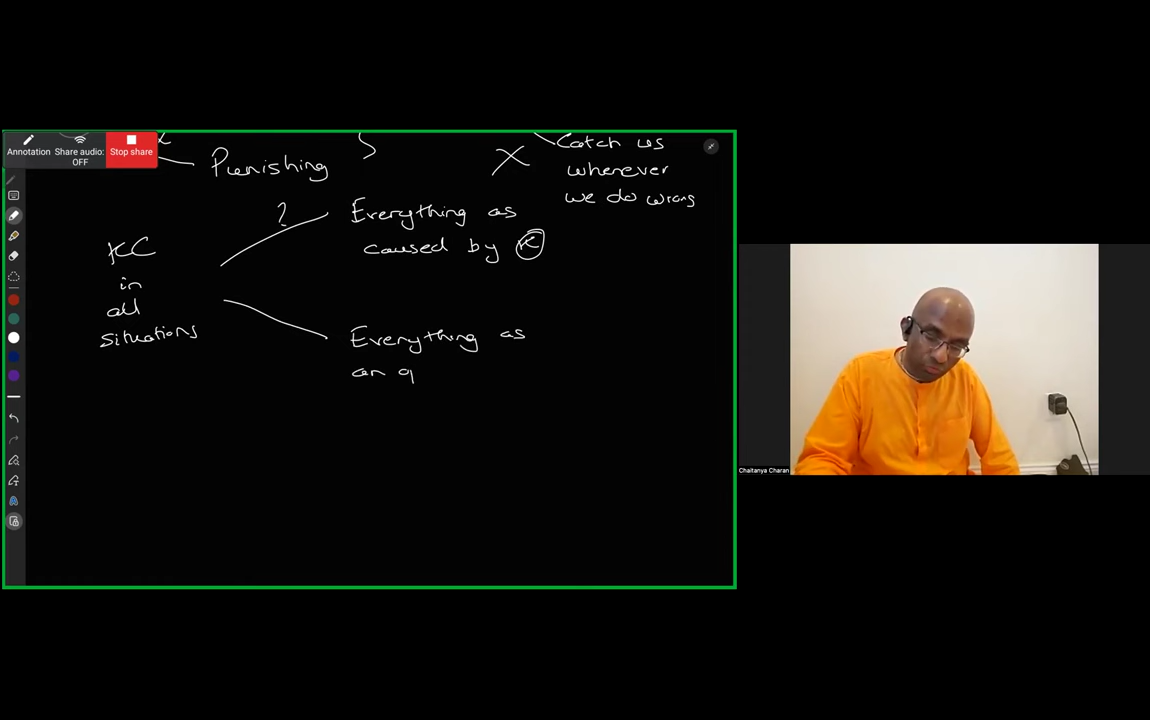 Annotation
Share audio:
OFF
Stop share
Punishing
X
Catch us
whenever
we do wrong
?
Everything as
caused by K
KC
in
all
situations
Everything as
an
Chaitanya Charan